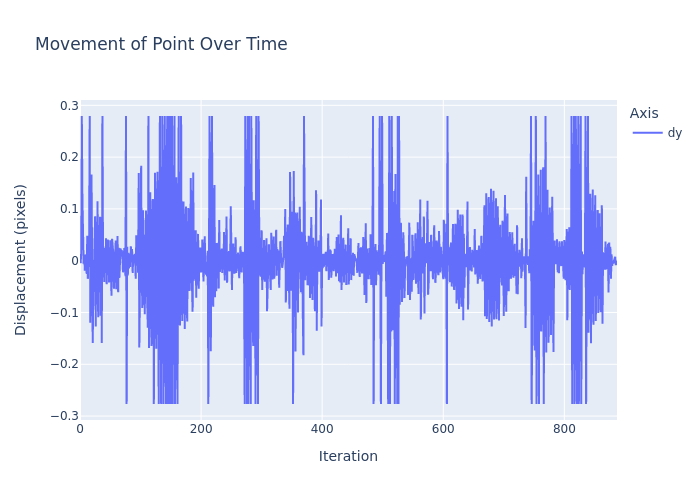 Movement of Point Over Time
Axis
dy
0.3
0.2
0.1
0
−0.1
−0.2
−0.3
Displacement (pixels)
0
200
400
600
800
Iteration